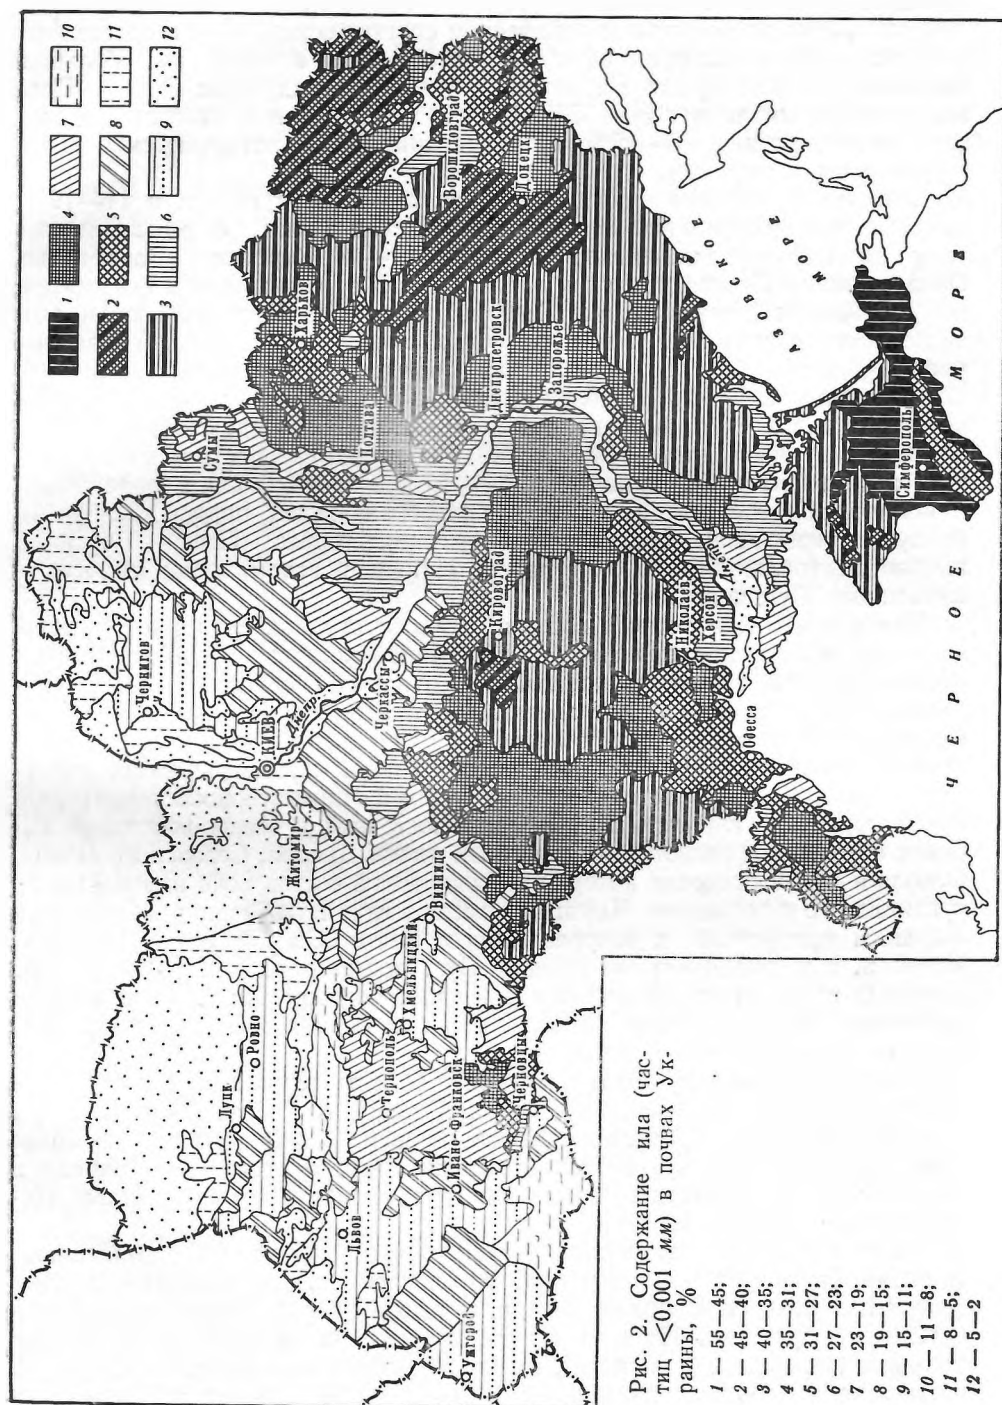 10
11
12
7
8
9
4
5
6
1
2
3
Ворошиловград
Донецк
Харьков
Днепропетровск
Запорожье
АЗОВСКОЕ
МОРЕ
Сумы
Полтава
Симферополь
Чернигов
КИЕВ
Днепр
Черкассы
Кировоград
Николаев
Херсон
Днепр
Одесса
ЧЕРНОЕ МОРЕ
Житомир
Винница
Хмельницкий
Ровно
Луцк
Тернополь
Черновцы
Ивано-Франковск
Львов
Ужгород
Рис. 2. Содержание ила (час-
тиц <0,001 мм) в почвах Ук-
раины, %
1 — 55—45;
2 — 45—40;
3 — 40—35;
4 — 35—31;
5 — 31—27;
6 — 27—23;
7 — 23—19;
8 — 19—15;
9 — 15—11;
10 — 11—8;
11 — 8—5;
12 — 5—2